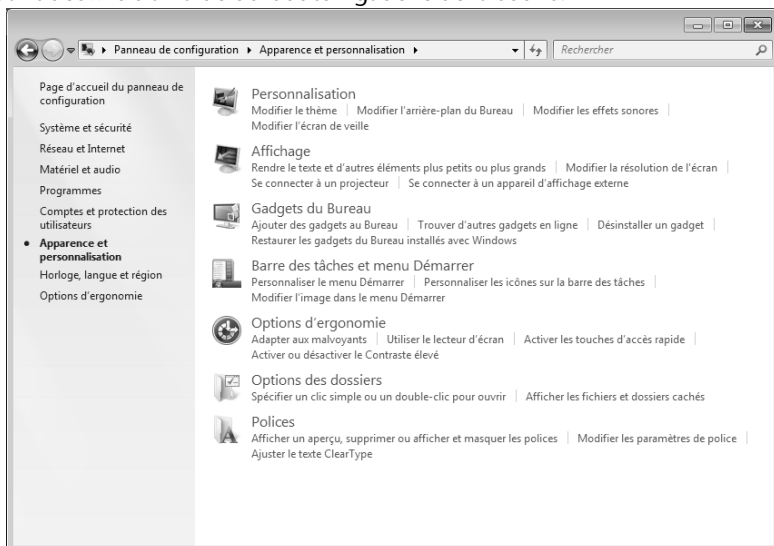 Panneau de configuration ▸ Apparence et personnalisation ▸
Rechercher
Page d'accueil du panneau de
configuration
Système et sécurité
Réseau et Internet
Matériel et audio
Programmes
Comptes et protection des
utilisateurs
Apparence et
personnalisation
Horloge, langue et région
Options d'ergonomie
Personnalisation
Modifier le thème | Modifier l'arrière-plan du Bureau | Modifier les effets sonores |
Modifier l'écran de veille
Affichage
Rendre le texte et d'autres éléments plus petits ou plus grands | Modifier la résolution de l'écran |
Se connecter à un projecteur | Se connecter à un appareil d'affichage externe
Gadgets du Bureau
Ajouter des gadgets au Bureau | Trouver d'autres gadgets en ligne | Désinstaller un gadget |
Restaurer les gadgets du Bureau installés avec Windows
Barre des tâches et menu Démarrer
Personnaliser le menu Démarrer | Personnaliser les icônes sur la barre des tâches |
Modifier l'image dans le menu Démarrer
Options d'ergonomie
Adapter aux malvoyants | Utiliser le lecteur d'écran | Activer les touches d'accès rapide |
Activer ou désactiver le Contraste élevé
Options des dossiers
Spécifier un clic simple ou un double-clic pour ouvrir | Afficher les fichiers et dossiers cachés
Polices
Afficher un aperçu, supprimer ou afficher et masquer les polices | Modifier les paramètres de police |
Ajuster le texte ClearType